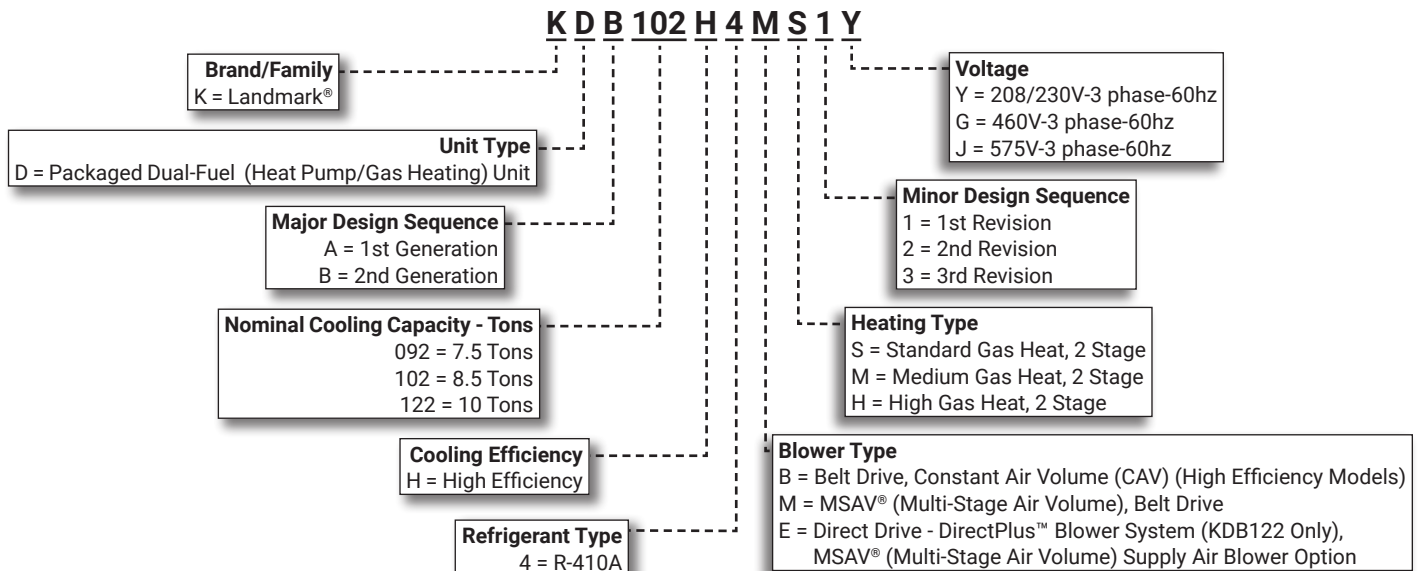 K D B 102 H 4 M S 1 Y
Brand/Family
K = Landmark®
Unit Type
D = Packaged Dual-Fuel (Heat Pump/Gas Heating) Unit
Major Design Sequence
A = 1st Generation
B = 2nd Generation
Nominal Cooling Capacity - Tons
092 = 7.5 Tons
102 = 8.5 Tons
122 = 10 Tons
Cooling Efficiency
H = High Efficiency
Refrigerant Type
4 = R-410A
Voltage
Y = 208/230V-3 phase-60hz
G = 460V-3 phase-60hz
J = 575V-3 phase-60hz
Minor Design Sequence
1 = 1st Revision
2 = 2nd Revision
3 = 3rd Revision
Heating Type
S = Standard Gas Heat, 2 Stage
M = Medium Gas Heat, 2 Stage
H = High Gas Heat, 2 Stage
Blower Type
B = Belt Drive, Constant Air Volume (CAV) (High Efficiency Models)
M = MSAV® (Multi-Stage Air Volume), Belt Drive
E = Direct Drive - DirectPlus™ Blower System (KDB122 Only),
MSAV® (Multi-Stage Air Volume) Supply Air Blower Option